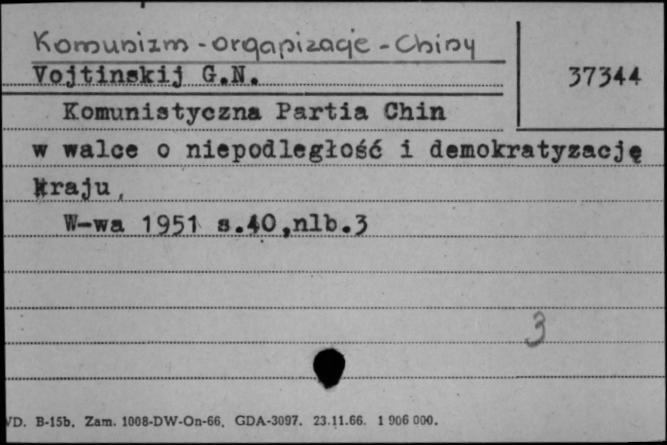 Komunizm - organizacje - Chiny
Vojtinskij G.N.
37344
Komunistyczna Partia Chin
w walce o niepodległość i demokratyzację
kraju,
W-wa 1951 s.40,nlb.3
3
VD. B-15b. Zam. 1008-DW-On-66. GDA-3097. 23.11.66. 1 906 000.